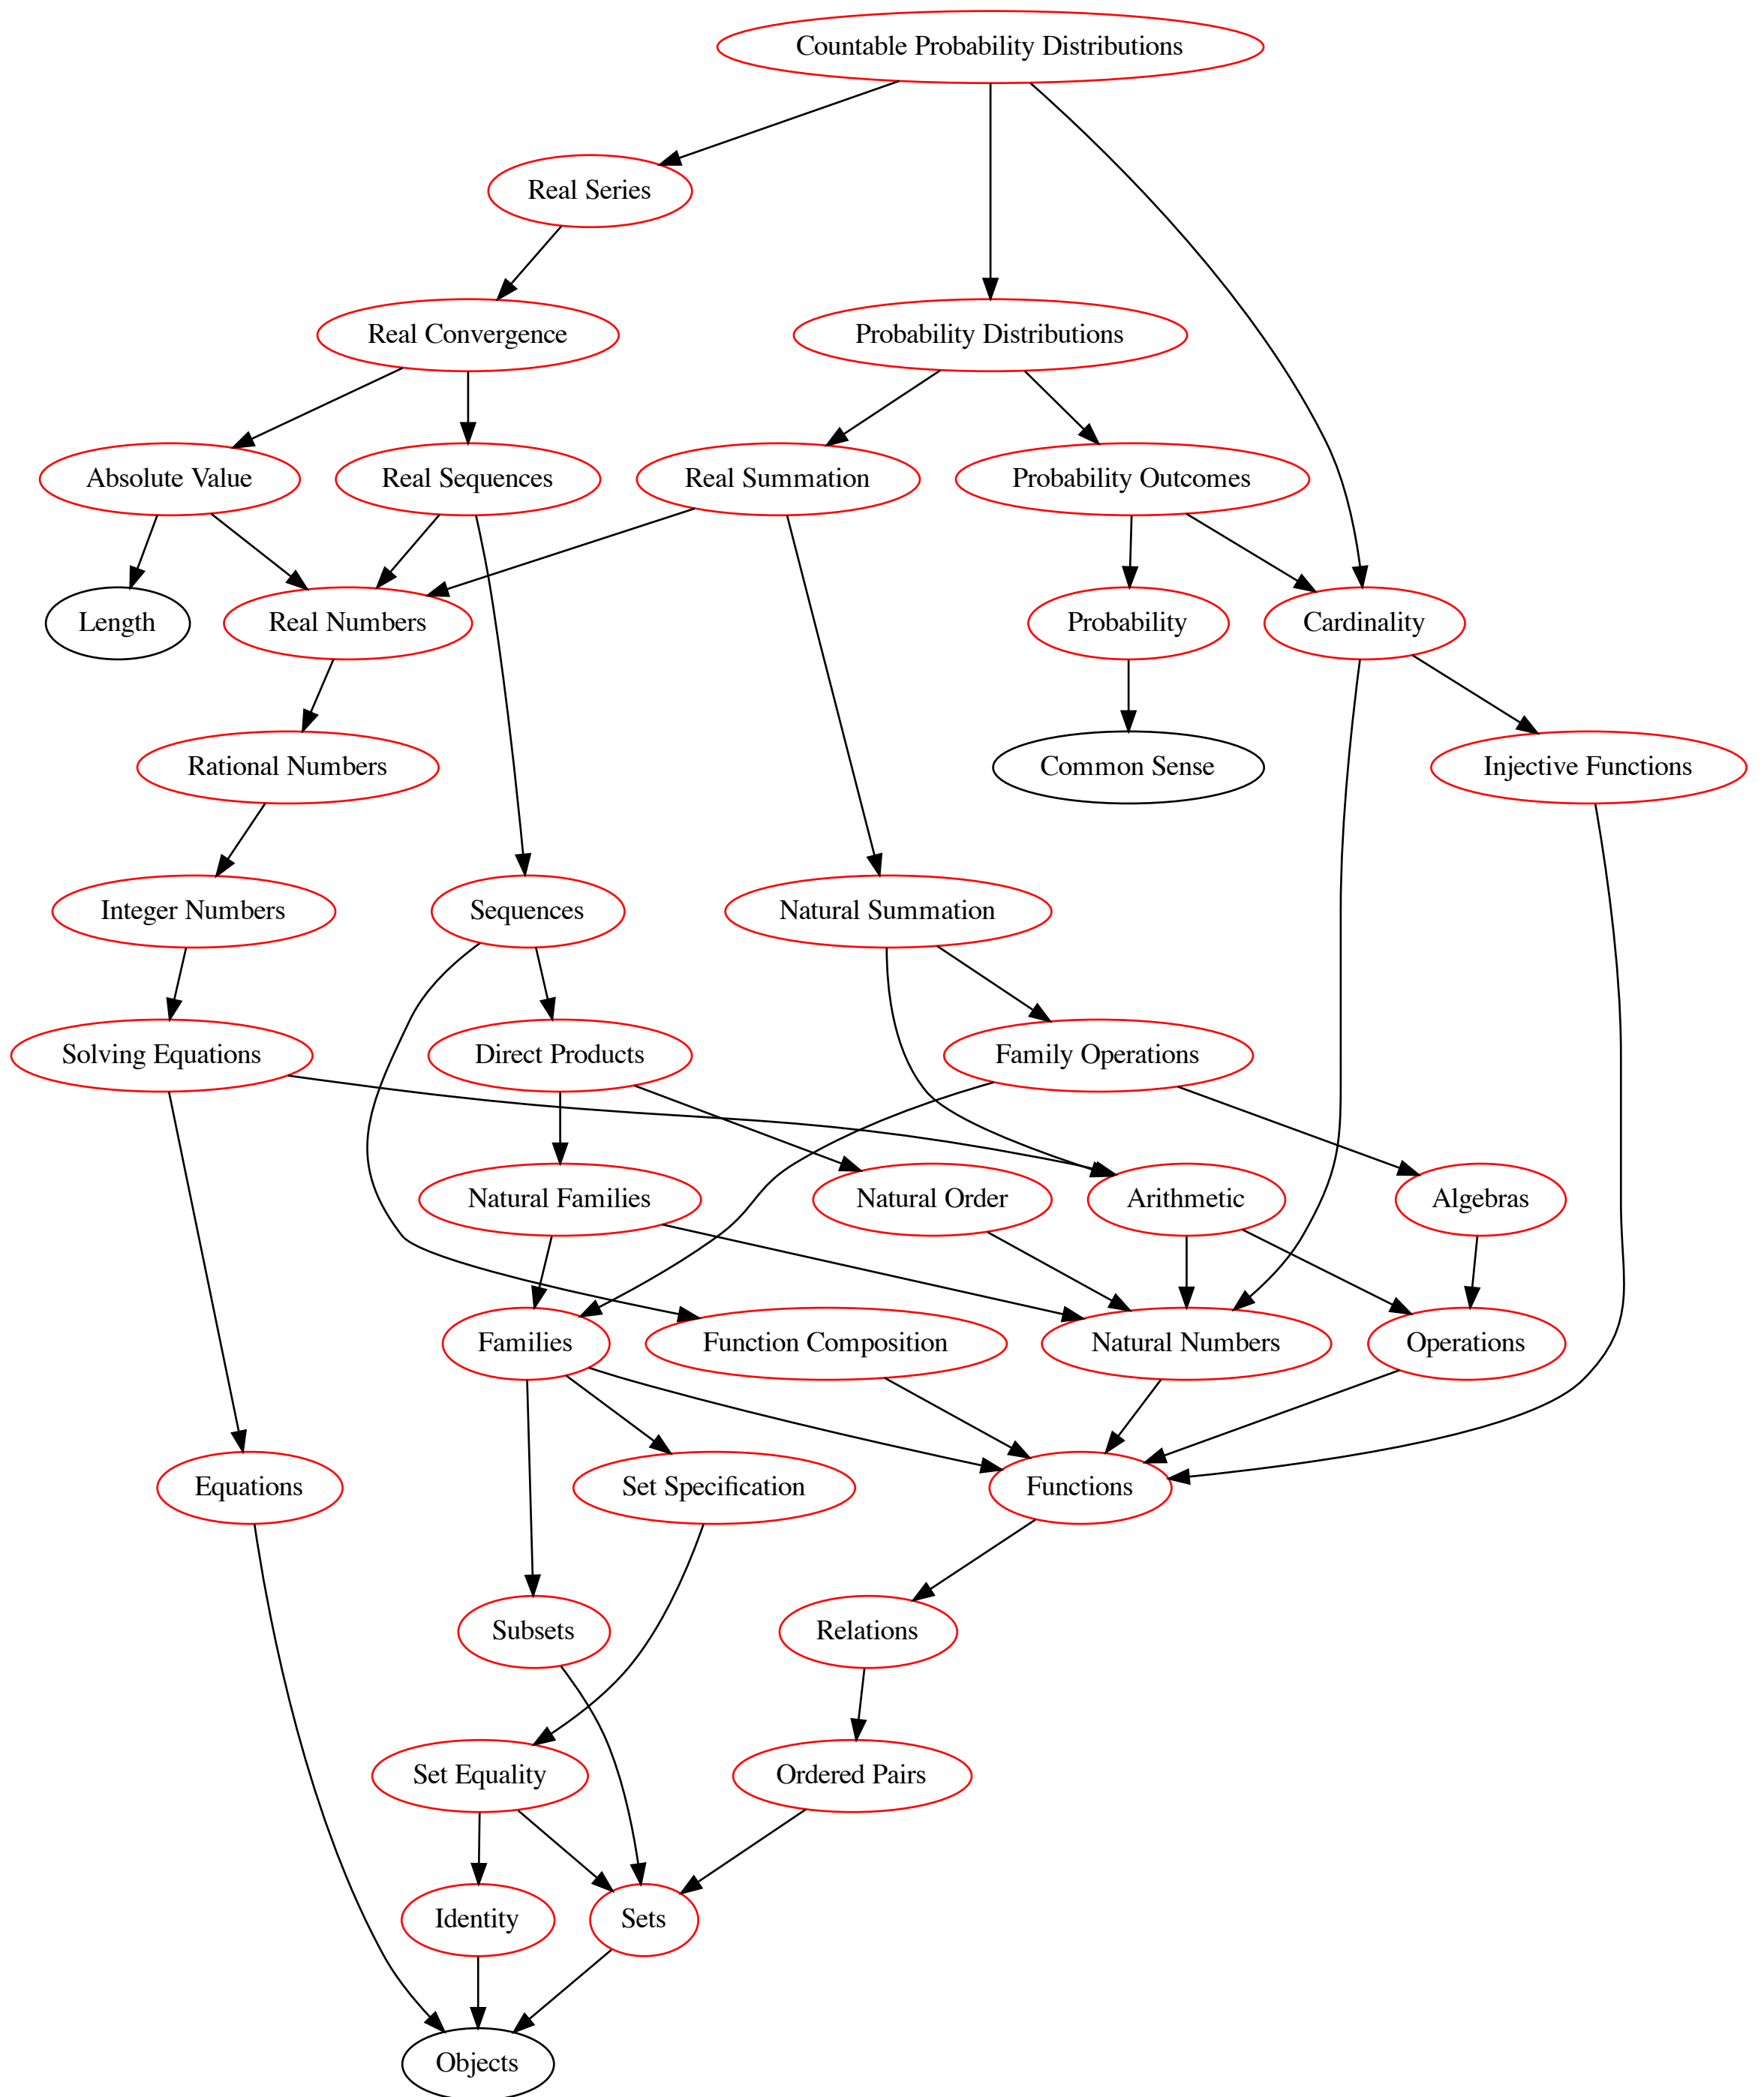 Countable Probability Distributions
Real Series
Real Convergence
Probability Distributions
Absolute Value
Real Sequences
Real Summation
Probability Outcomes
Length
Real Numbers
Probability
Cardinality
Rational Numbers
Common Sense
Injective Functions
Integer Numbers
Sequences
Natural Summation
Solving Equations
Direct Products
Family Operations
Natural Families
Natural Order
Arithmetic
Algebras
Families
Function Composition
Natural Numbers
Operations
Equations
Set Specification
Functions
Subsets
Relations
Set Equality
Ordered Pairs
Identity
Sets
Objects